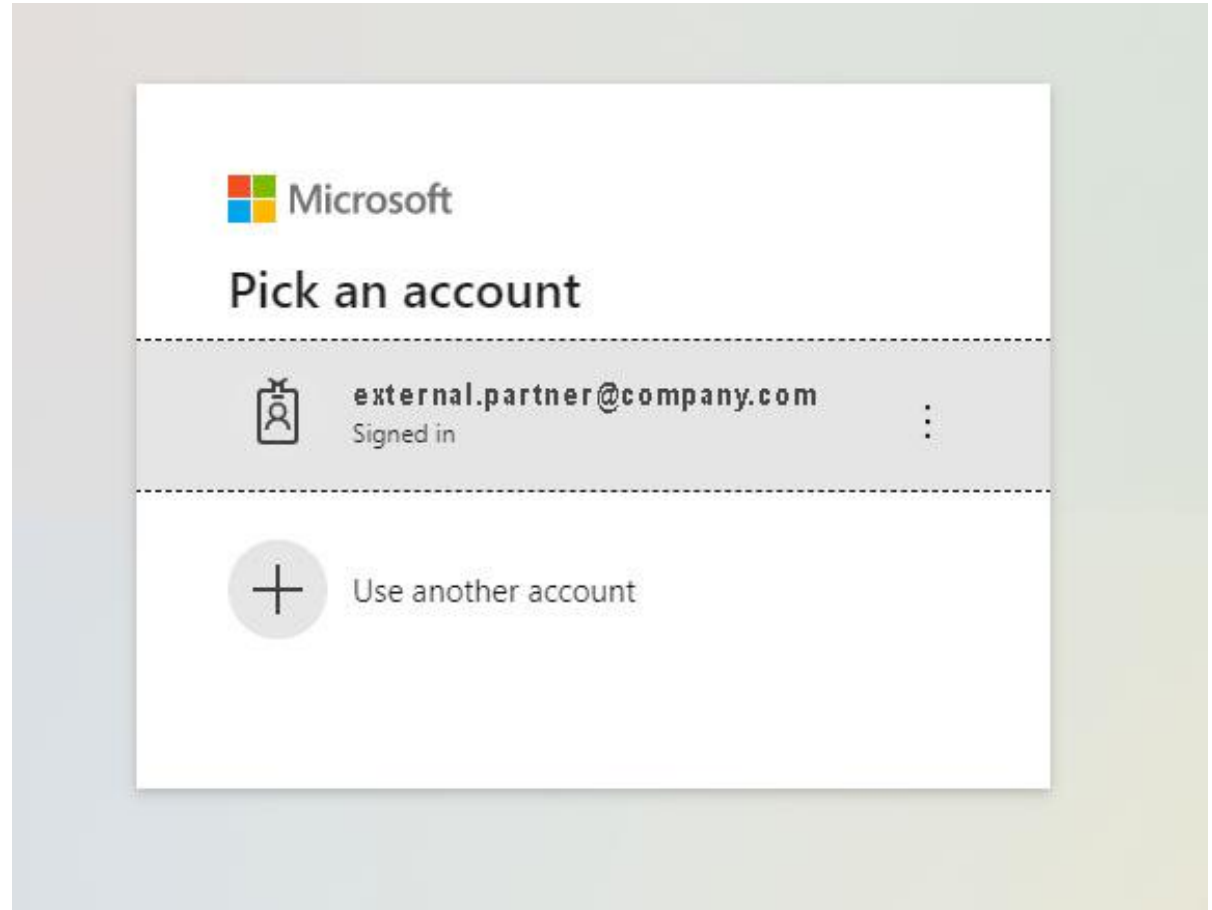 Microsoft
Pick an account
external.partner@company.com
Signed in
Use another account